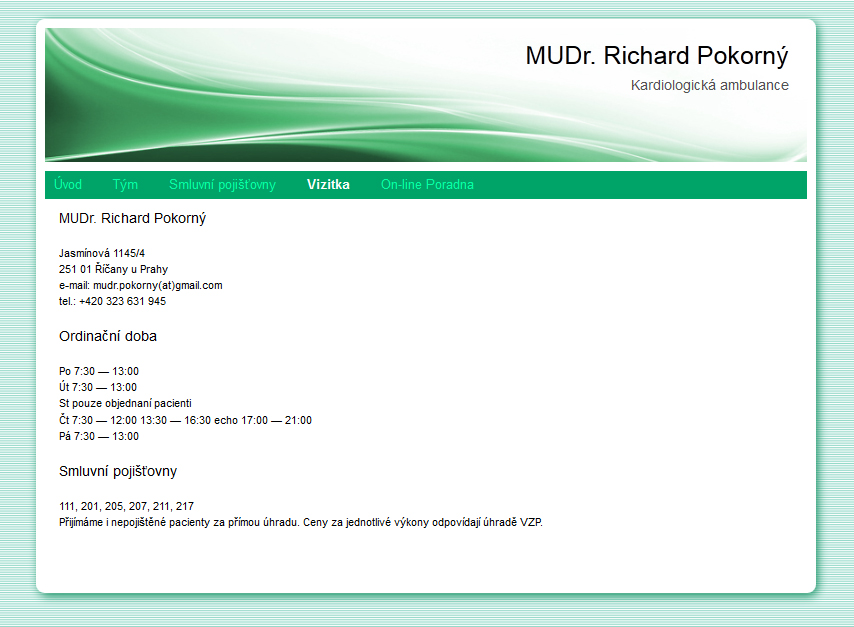 MUDr. Richard Pokorný
Kardiologická ambulance
Úvod Tým Smluvní pojišťovny Vizitka On-line Poradna
MUDr. Richard Pokorný
Jasmínová 1145/4
251 01 Říčany u Prahy
e-mail: mudr.pokorny(at)gmail.com
tel.: +420 323 631 945
Ordinační doba
Po 7:30 — 13:00
Út 7:30 — 13:00
St pouze objednaní pacienti
Čt 7:30 — 12:00 13:30 — 16:30 echo 17:00 — 21:00
Pá 7:30 — 13:00
Smluvní pojišťovny
111, 201, 205, 207, 211, 217
Přijímáme i nepojištěné pacienty za přímou úhradu. Ceny za jednotlivé výkony odpovídají úhradě VZP.